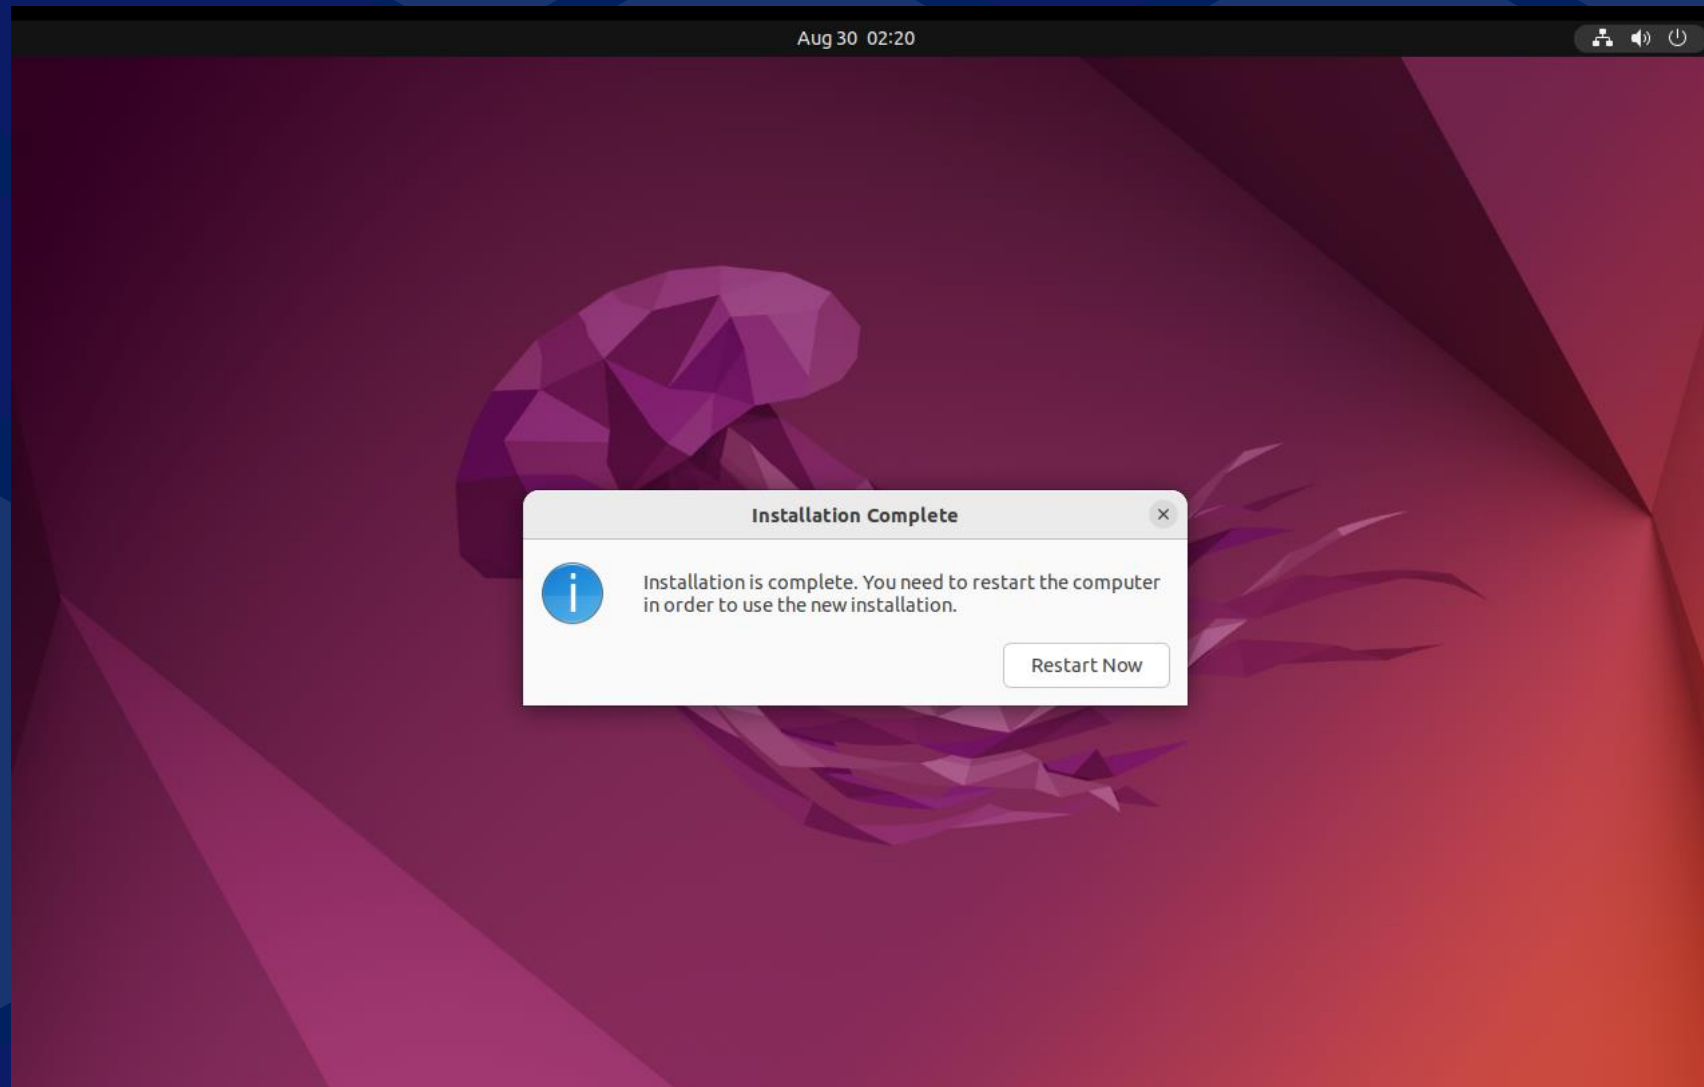 Aug 30 02:20
Installation Complete
Installation is complete. You need to restart the computer
in order to use the new installation.
Restart Now